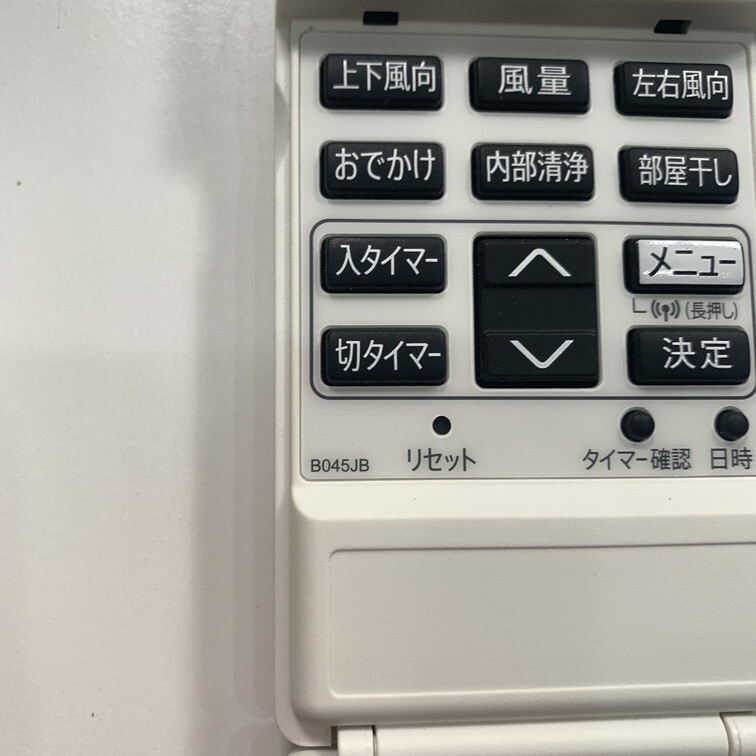 上下風向 風量 左右風向
おでかけ 内部清浄 部屋干し
入タイマー メニュー
(長押し)
切タイマー 決定
リセット タイマー確認 日時
B045JB